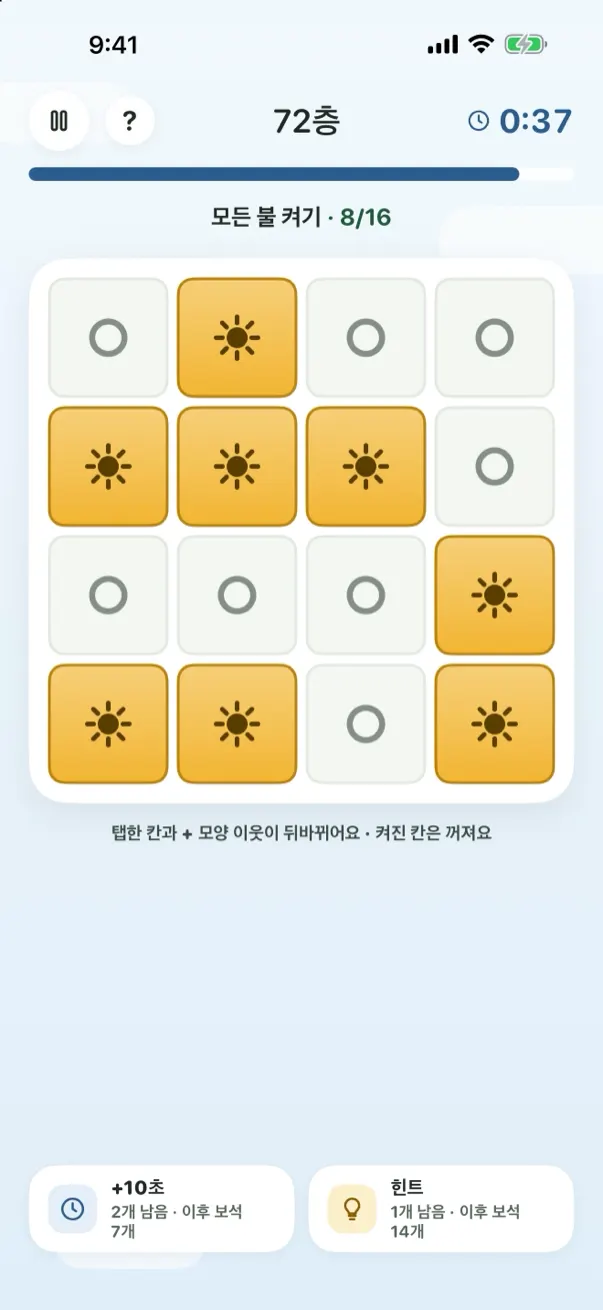 9:41
?
72층
0:37
모든 불 켜기 · 8/16
탭한 칸과 + 모양 이웃이 뒤바뀌어요 · 켜진 칸은 꺼져요
+10초
2개 남음 · 이후 보석
7개
힌트
1개 남음 · 이후 보석
14개